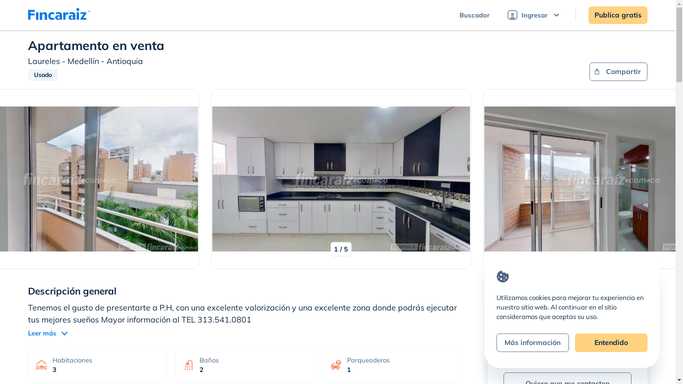 Fincaraiz
Buscador
Ingresar
Publica gratis
Apartamento en venta
Laureles - Medellín - Antioquia
Usado
Compartir
fincaraiz.com.co
fincaraiz.com.co
fincaraiz.com.co
1 / 5
Descripción general
Tenemos el gusto de presentarte a P.H, con una excelente valorización y una excelente zona donde podrás ejecutar
tus mejores sueños Mayor información al TEL 313.541.0801
Leer más
Habitaciones
3
Baños
2
Parqueaderos
1
Utilizamos cookies para mejorar tu experiencia en
nuestro sitio web. Al continuar en el sitio
consideramos que aceptas su uso.
Más información
Entendido
Quiero que me contacten